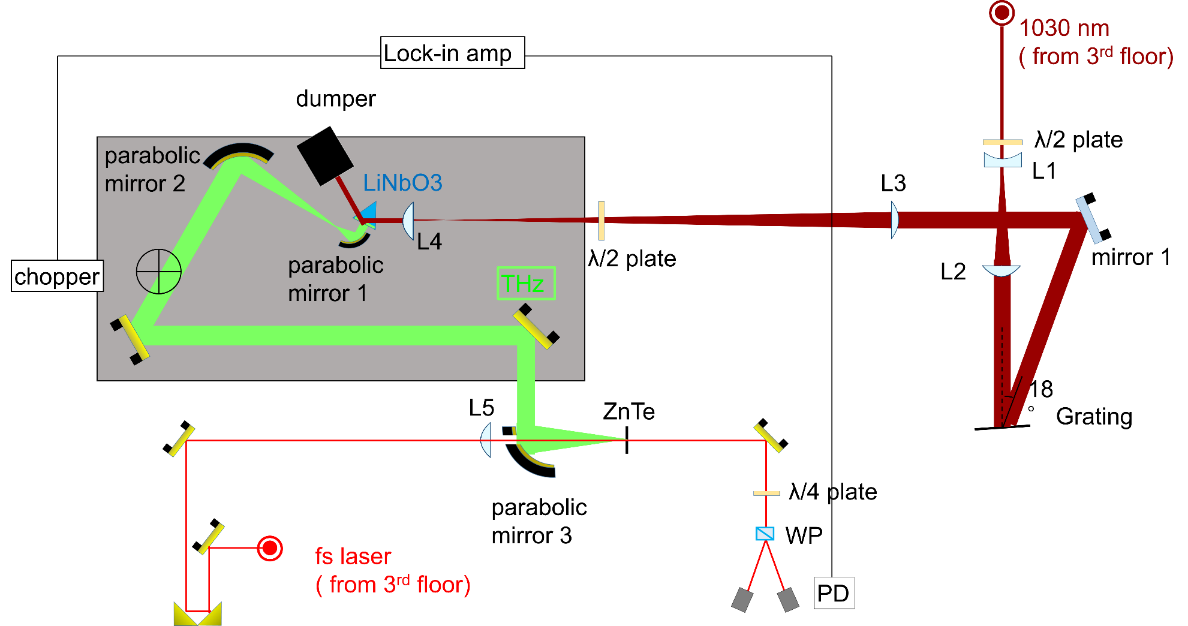 1030 nm
( from 3rd floor)
Lock-in amp
dumper
λ/2 plate
L1
parabolic
mirror 2
LiNbO3
L3
L4
λ/2 plate
mirror 1
L2
parabolic
mirror 1
chopper
THz
18
°
Grating
L5
ZnTe
parabolic
mirror 3
λ/4 plate
WP
fs laser
( from 3rd floor)
PD